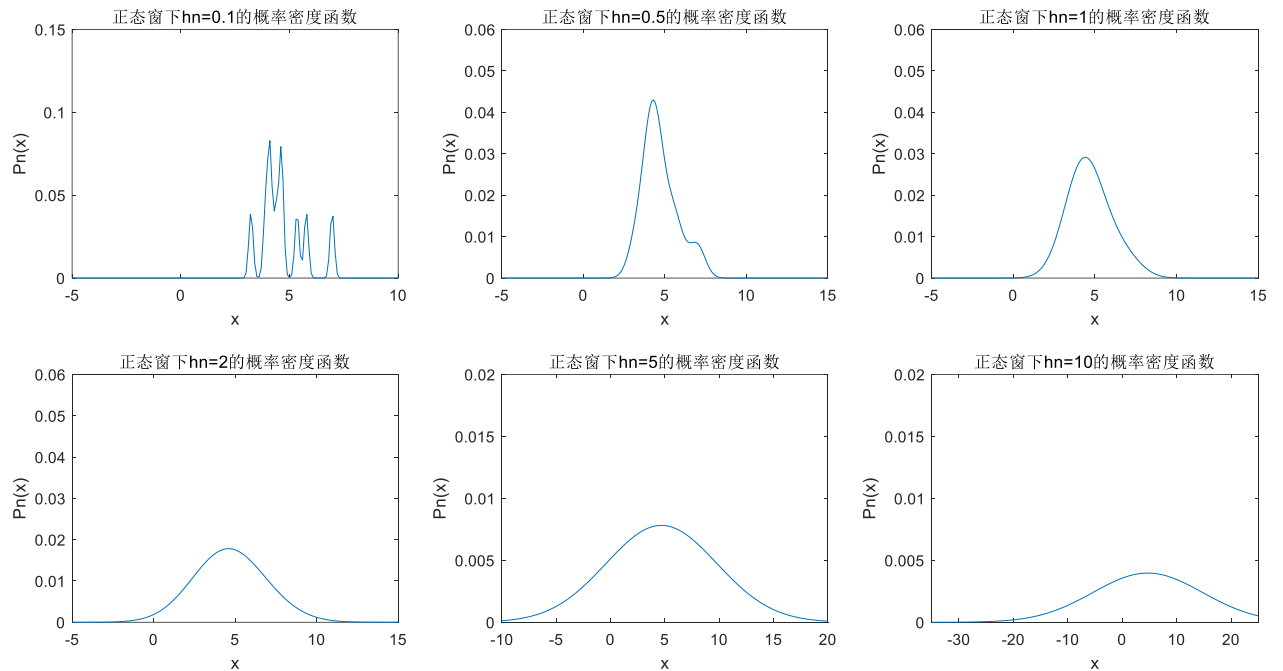 正态窗下hn=0.1的概率密度函数
0.15
0.1
0.05
0
Pn(x)
-5 0 5 10
x
正态窗下hn=0.5的概率密度函数
0.06
0.05
0.04
0.03
0.02
0.01
0
Pn(x)
-5 0 5 10 15
x
正态窗下hn=1的概率密度函数
0.06
0.05
0.04
0.03
0.02
0.01
0
Pn(x)
-5 0 5 10 15
x
正态窗下hn=2的概率密度函数
0.06
0.05
0.04
0.03
0.02
0.01
0
Pn(x)
-5 0 5 10 15
x
正态窗下hn=5的概率密度函数
0.02
0.015
0.01
0.005
0
Pn(x)
-10 -5 0 5 10 15 20
x
正态窗下hn=10的概率密度函数
0.02
0.015
0.01
0.005
0
Pn(x)
-30 -20 -10 0 10 20
x